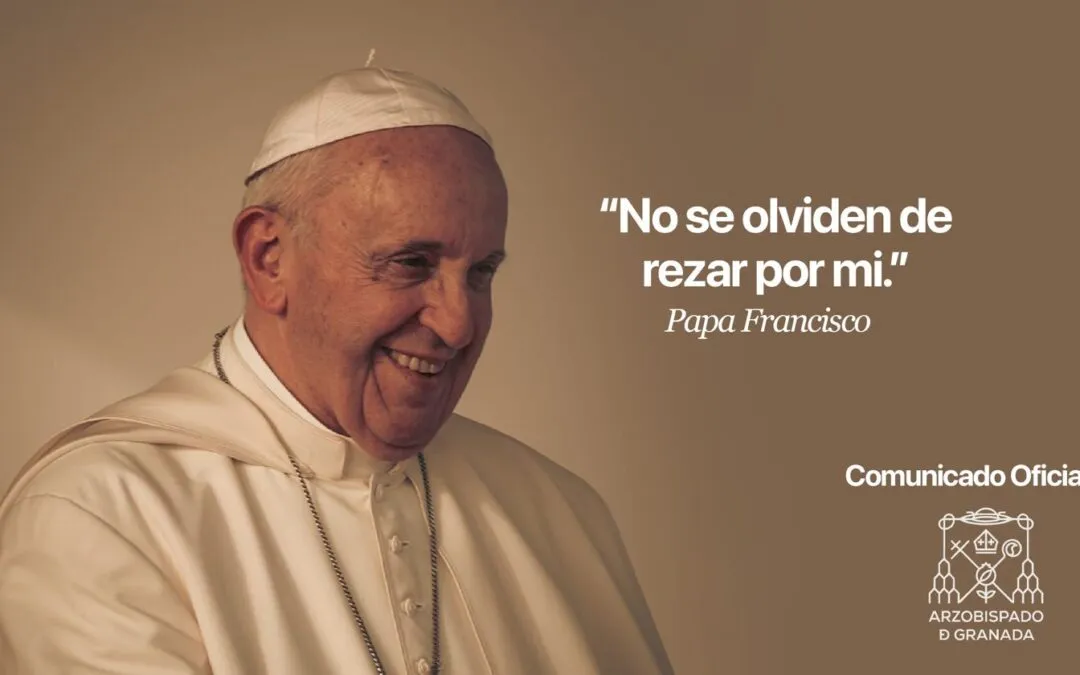 “No se olviden de
rezar por mi.”
Papa Francisco
Comunicado Oficia
ARZOBISPADO
Đ GRANADA